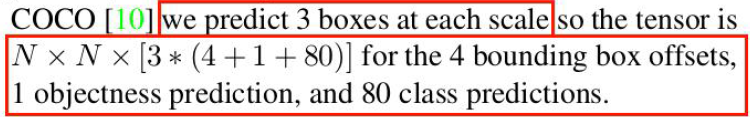 COCO [10] we predict 3 boxes at each scale so the tensor is
N × N × [3 ∗ (4 + 1 + 80)] for the 4 bounding box offsets,
1 objectness prediction, and 80 class predictions.